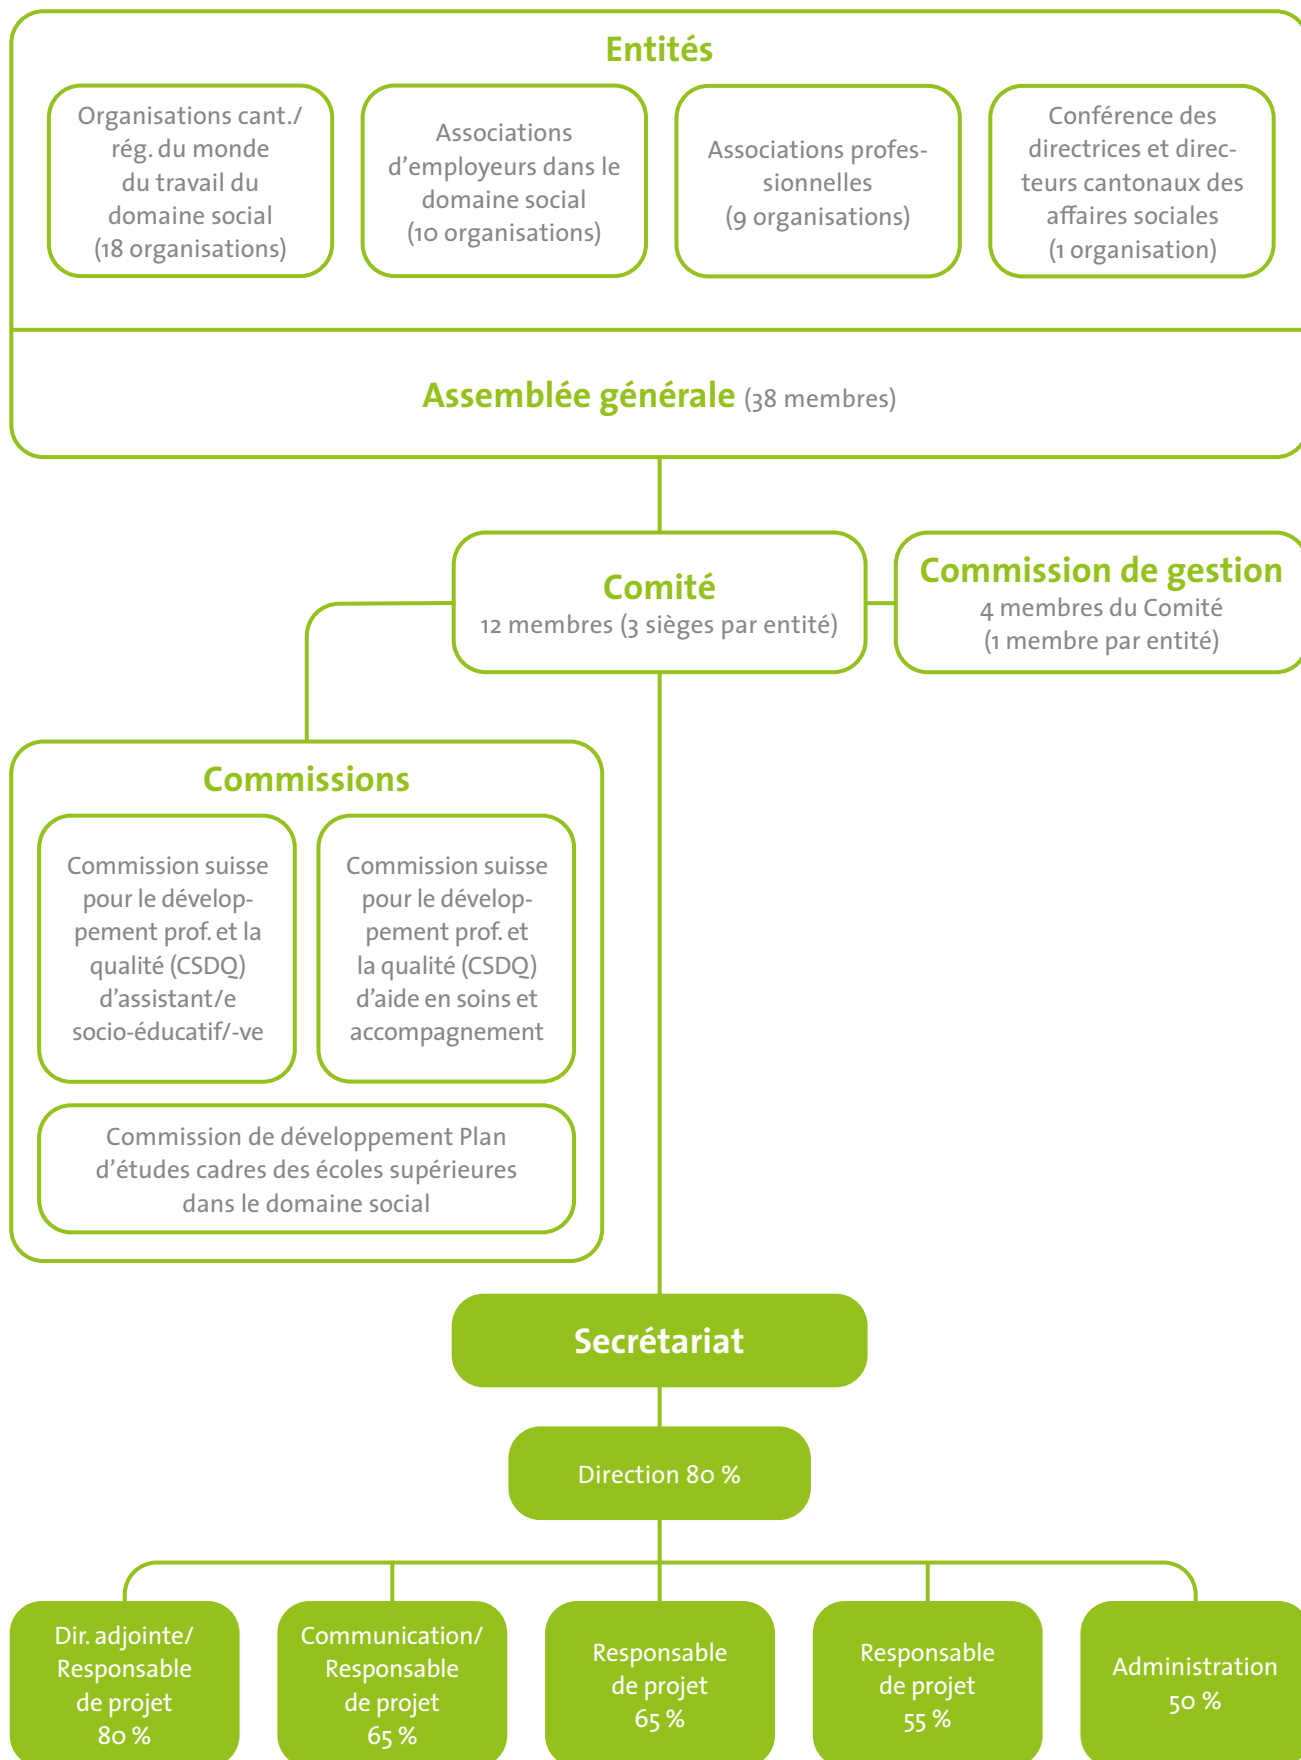 Entités
Organisations cant./
rég. du monde
du travail du
domaine social
(18 organisations)
Associations
d’employeurs dans le
domaine social
(10 organisations)
Associations profes-
sionnelles
(9 organisations)
Conférence des
directrices et direc-
teurs cantonaux des
affaires sociales
(1 organisation)
Assemblée générale (38 membres)
Comité
12 membres (3 sièges par entité)
Commission de gestion
4 membres du Comité
(1 membre par entité)
Commissions
Commission suisse
pour le dévelop-
pement prof. et la
qualité (CSDQ)
d’assistant/e
socio-éducatif/-ve
Commission suisse
pour le dévelop-
pement prof. et
la qualité (CSDQ)
d’aide en soins et
accompagnement
Commission de développement Plan
d’études cadres des écoles supérieures
dans le domaine social
Secrétariat
Direction 80 %
Dir. adjointe/
Responsable
de projet
80 %
Communication/
Responsable
de projet
65 %
Responsable
de projet
65 %
Responsable
de projet
55 %
Administration
50 %